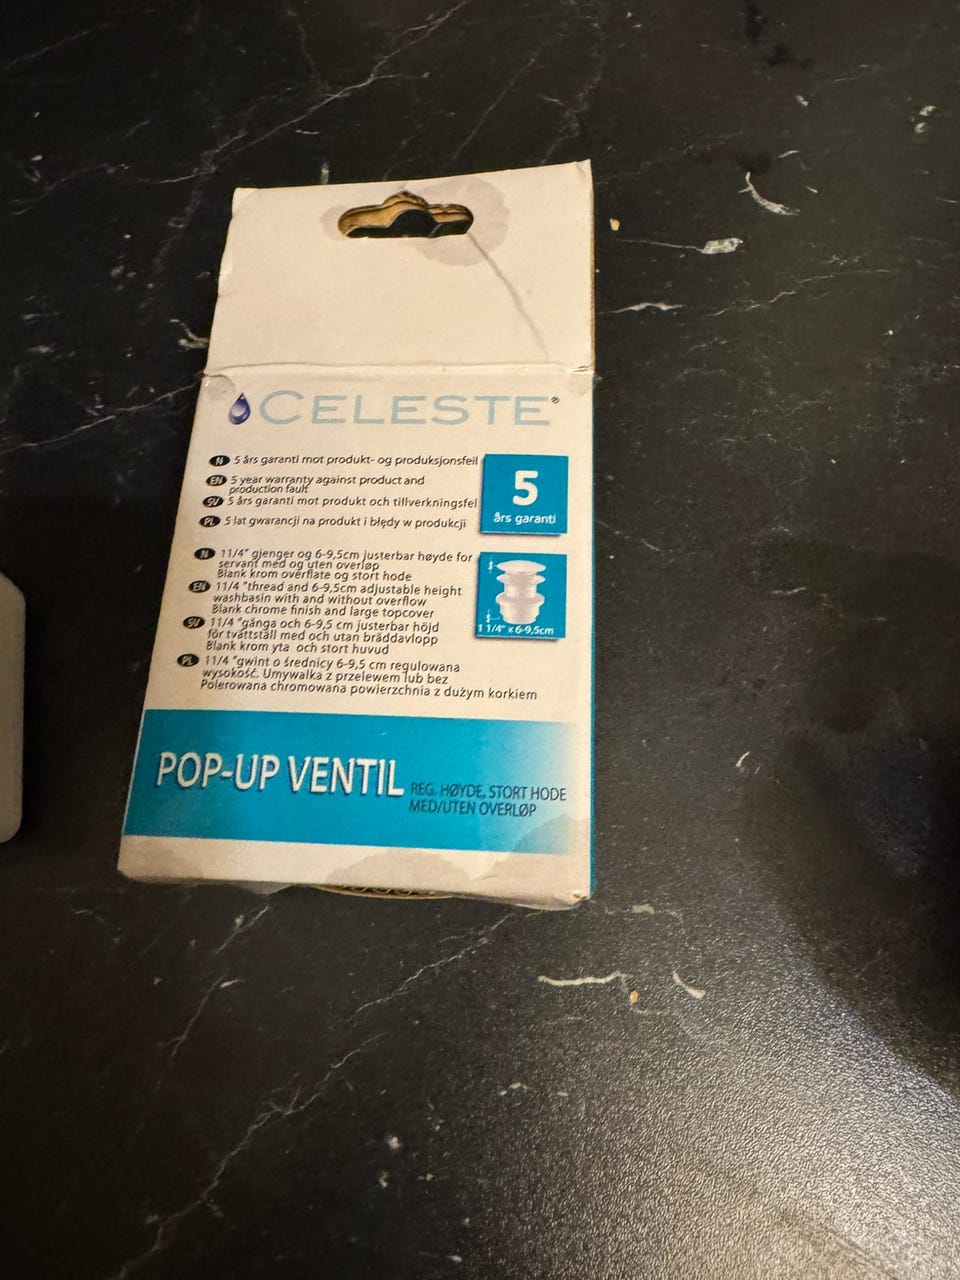 CELESTE®
N 5 års garanti mot produkt- og produksjonsfeil
EN 5 year warranty against product and
production fault
SV 5 års garanti mot produkt och tillverkningsfel
PL 5 lat gwarancji na produkt i błędy w produkcji
5
års garanti
N 11/4" gjenger og 6-9,5cm justerbar høyde for
servant med og uten overløp
Blank krom overflate og stort hode
EN 11/4 "thread and 6-9,5cm adjustable height
washbasin with and without overflow
Blank chrome finish and large topcover
SV 11/4 "gänga och 6-9,5 cm justerbar höjd
för tvättställ med och utan bräddavlopp
Blank krom yta och stort huvud
PL 11/4 "gwint o średnicy 6-9,5 cm regulowana
wysokość. Umywalka z przelewem lub bez
Polerowana chromowana powierzchnia z dużym korkiem
1 1/4" x 6-9,5cm
POP-UP VENTIL REG. HØYDE, STORT HODE
MED/UTEN OVERLØP